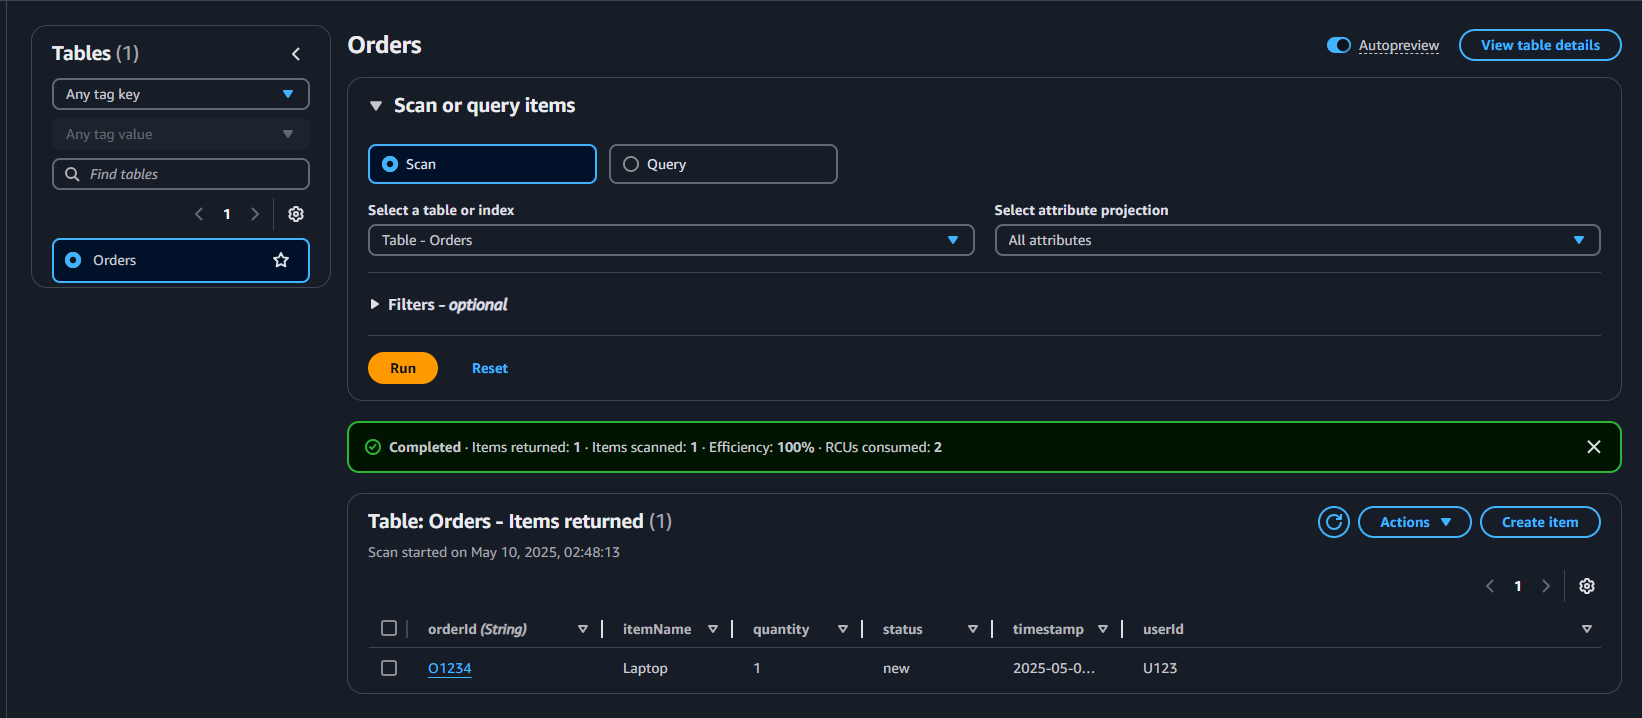 Tables (1)
Any tag key
Any tag value
Find tables
1
Orders
Orders
Autopreview
View table details
Scan or query items
Scan
Query
Select a table or index
Select attribute projection
Table - Orders
All attributes
Filters - optional
Run
Reset
Completed · Items returned: 1 · Items scanned: 1 · Efficiency: 100% · RCUs consumed: 2
Table: Orders - Items returned (1)
Actions
Create item
Scan started on May 10, 2025, 02:48:13
1
orderId (String) itemName quantity status timestamp userId
O1234 Laptop 1 new 2025-05-0... U123